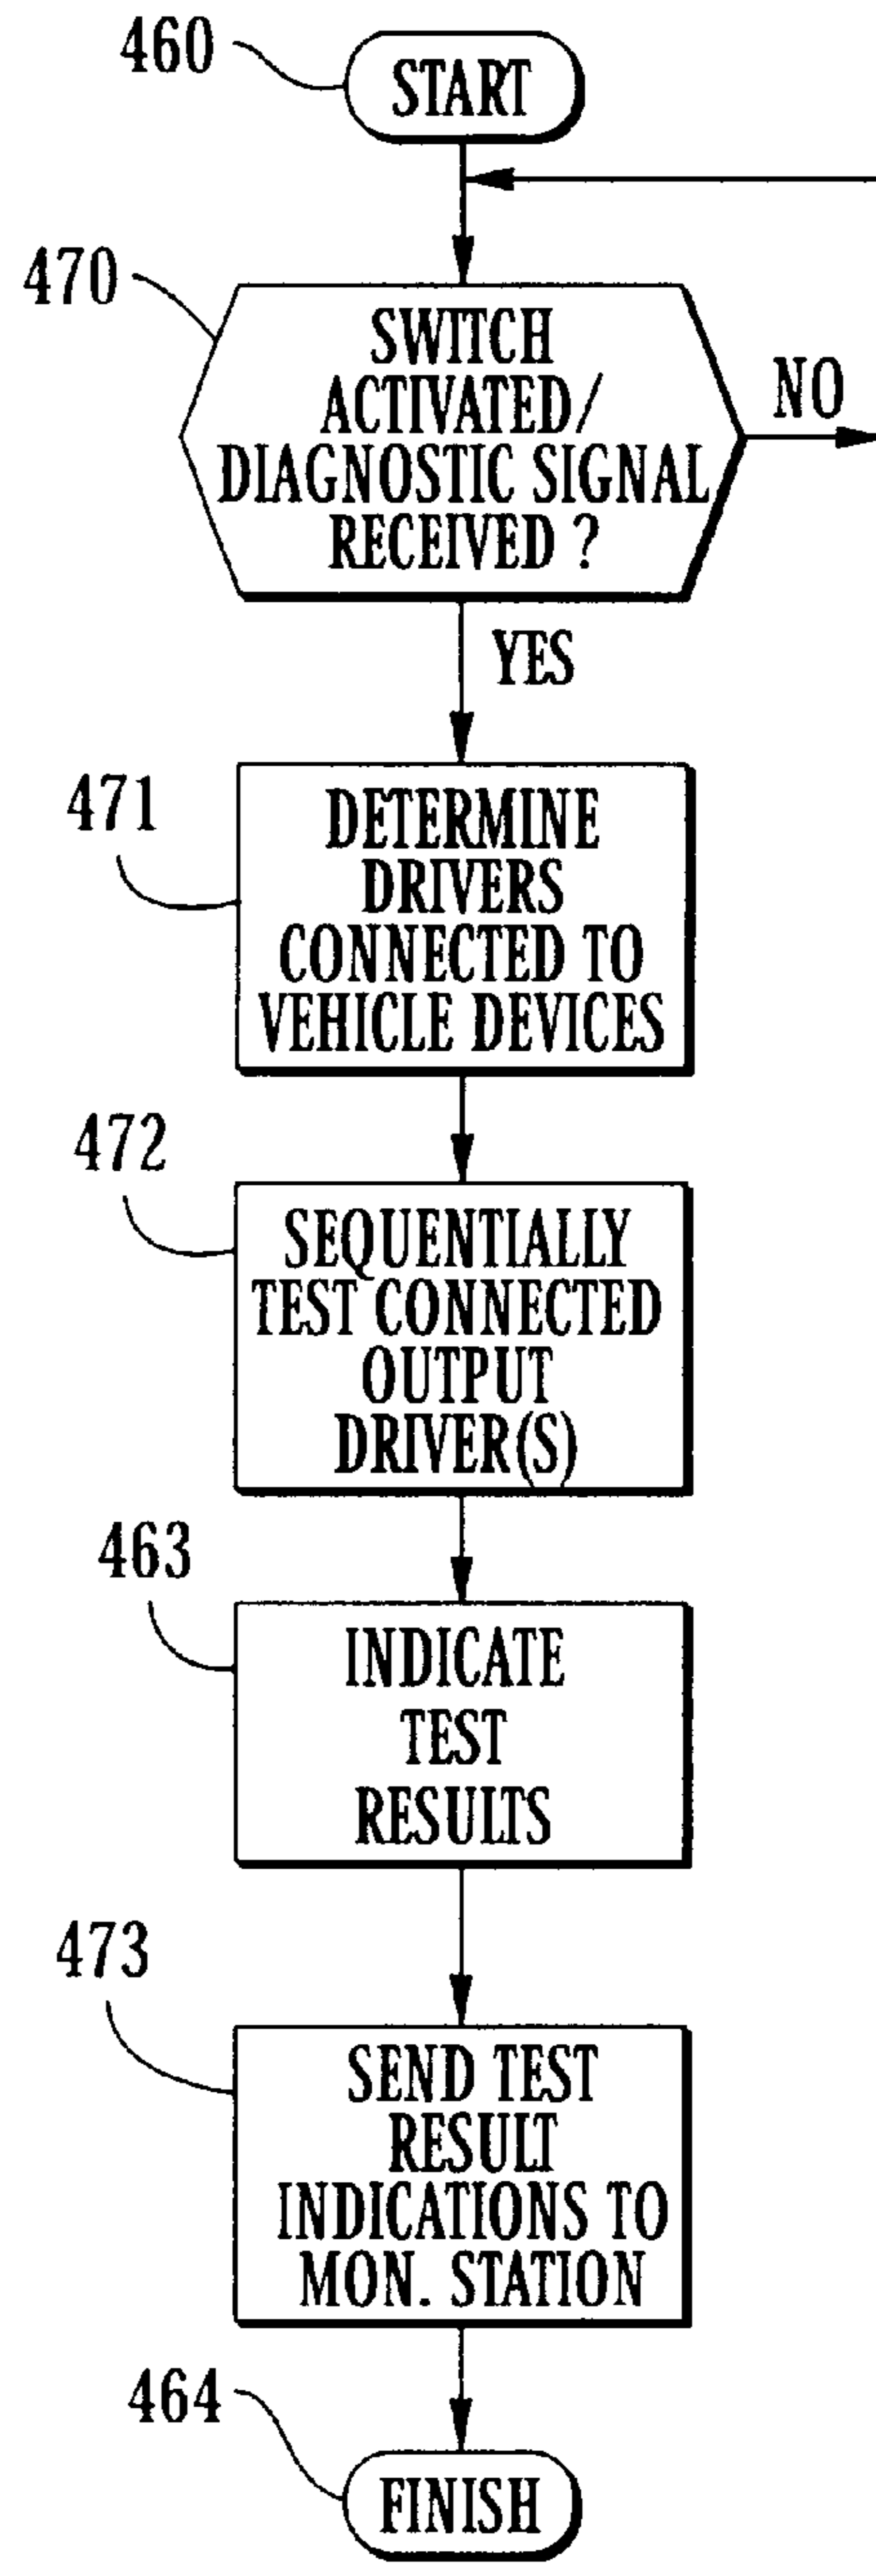 460
START
470
SWITCH
ACTIVATED/
DIAGNOSTIC SIGNAL
RECEIVED ?
NO
YES
471
DETERMINE
DRIVERS
CONNECTED TO
VEHICLE DEVICES
472
SEQUENTIALLY
TEST CONNECTED
OUTPUT
DRIVER(S)
463
INDICATE
TEST
RESULTS
473
SEND TEST
RESULT
INDICATIONS TO
MON. STATION
464
FINISH